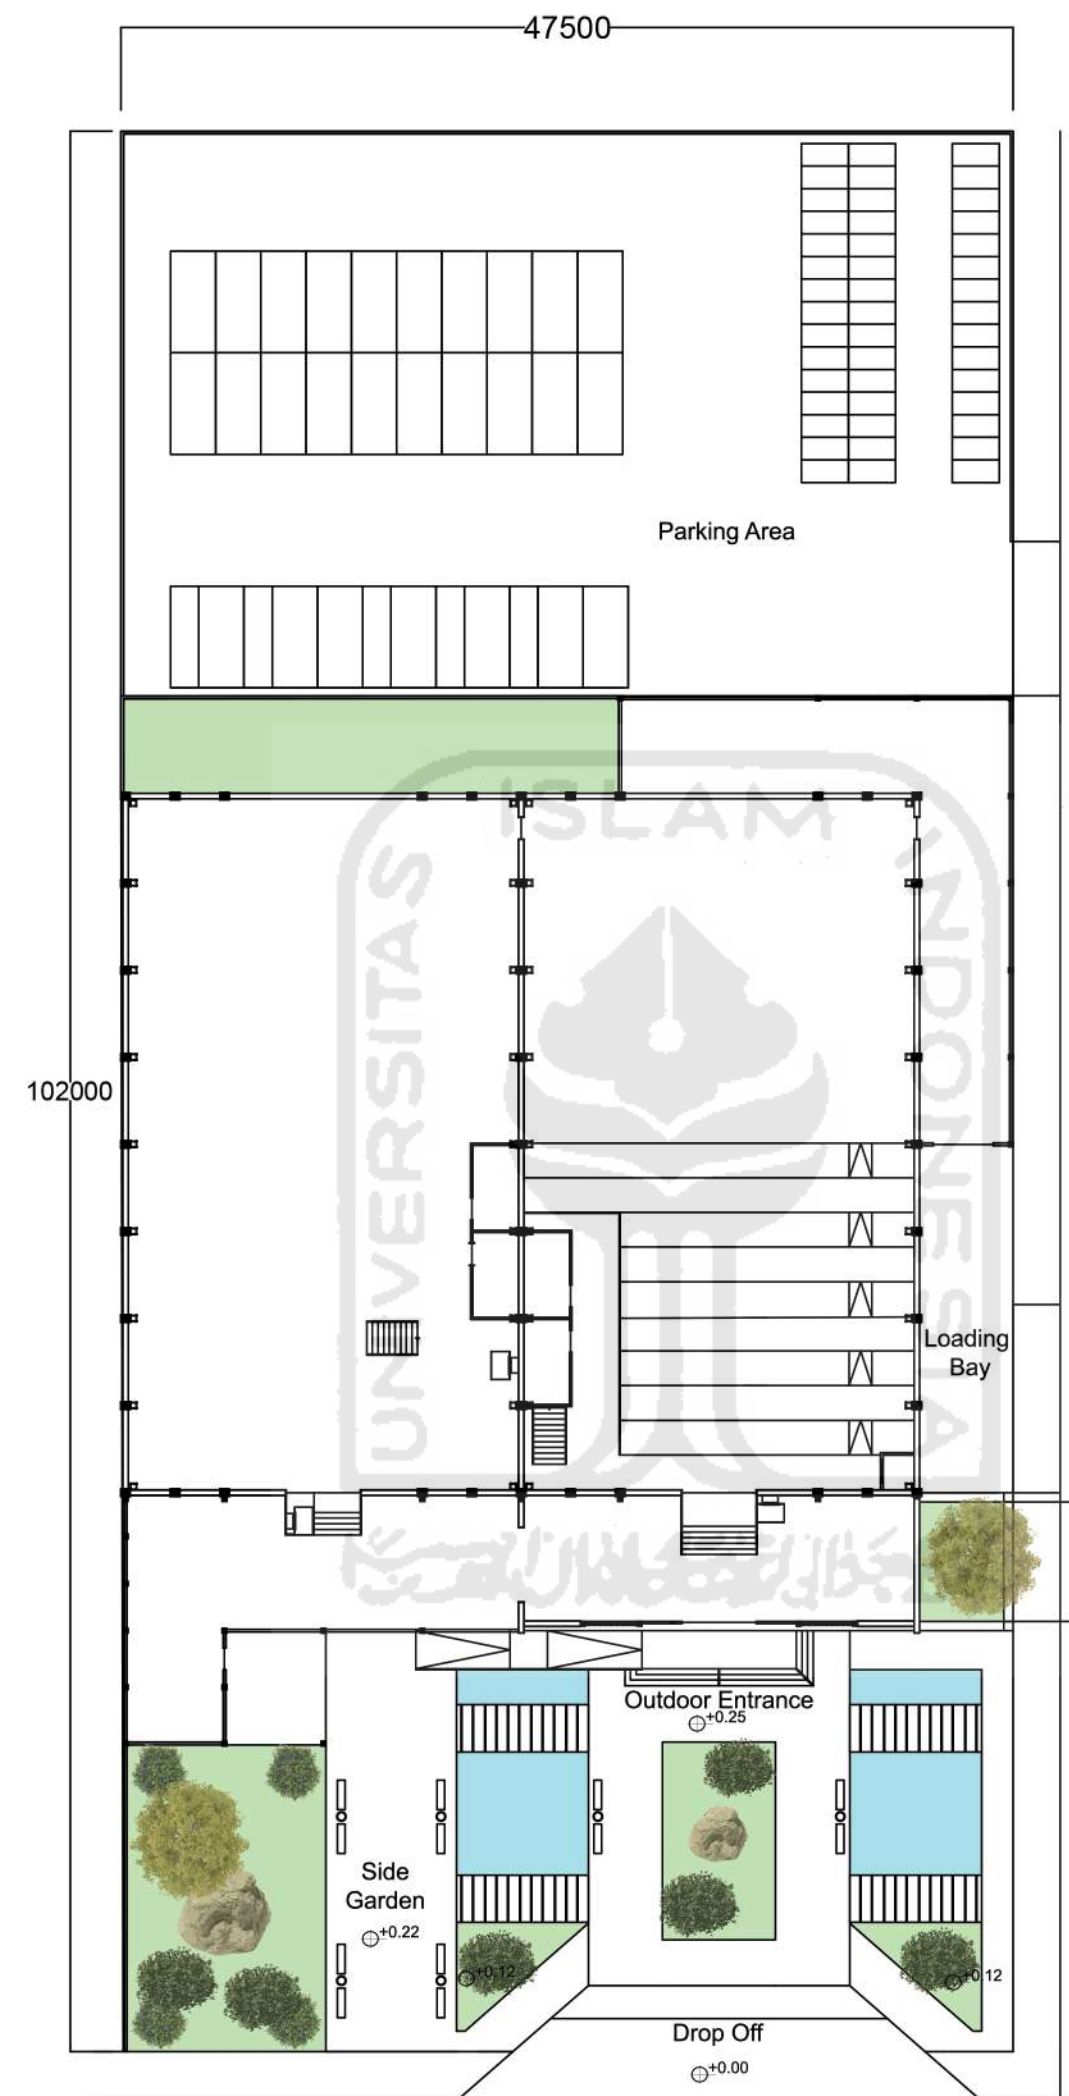 47500
Parking Area
ISLAM
UNIVERSITAS
INDONESIA
102000
Loading
Bay
Outdoor Entrance
+0.25
Side
Garden
+0.22
+0.12
+0.12
Drop Off
+0.00